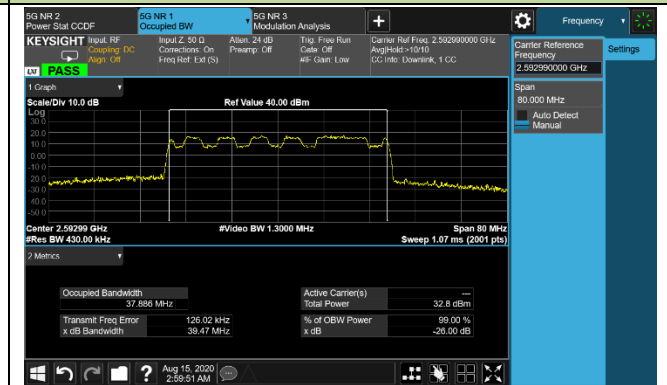 5G NR 2
Power Stat CCDF
5G NR 1
Occupied BW
5G NR 3
Modulation Analysis
Frequency
KEYSIGHT
Input: RF
Coupling: DC
Align: Off
Input Z: 50 Ω
Corrections: On
Freq Ref: Ext (S)
Atten: 24 dB
Preamp: Off
Trig: Free Run
Gate: Off
#IF Gain: Low
Carrier Ref Freq: 2.592990000 GHz
Avg|Hold:>10/10
CC Info: Downlink, 1 CC
LXI
PASS
Carrier Reference
Frequency
2.592990000 GHz
Settings
Span
80.000 MHz
Auto Detect
Manual
1 Graph
Scale/Div 10.0 dB
Ref Value 40.00 dBm
Log
30.0
20.0
10.0
0.00
-10.0
-20.0
-30.0
-40.0
-50.0
Center 2.59299 GHz
#Video BW 1.3000 MHz
Span 80 MHz
#Res BW 430.00 kHz
Sweep 1.07 ms (2001 pts)
2 Metrics
Occupied Bandwidth
37.886 MHz
Active Carrier(s)
---
Total Power
32.8 dBm
Transmit Freq Error
126.02 kHz
% of OBW Power
99.00 %
x dB Bandwidth
39.47 MHz
x dB
-26.00 dB
Aug 15, 2020
2:59:51 AM